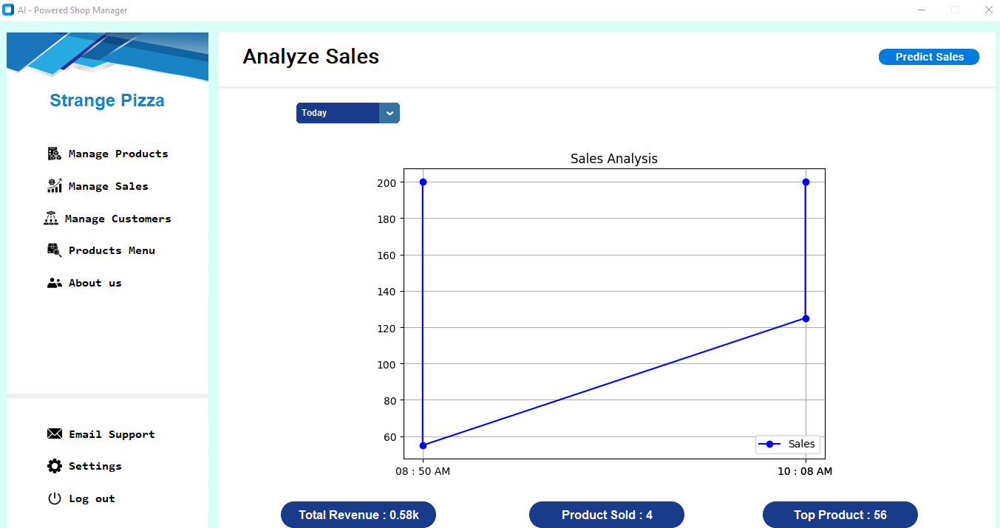 AI - Powered Shop Manager
Strange Pizza
Manage Products
Manage Sales
Manage Customers
Products Menu
About us
Email Support
Settings
Log out
Analyze Sales
Predict Sales
Today
Sales Analysis
200
180
160
140
120
100
80
60
Sales
08 : 50 AM
10 : 08 AM
Total Revenue : 0.58k
Product Sold : 4
Top Product : 56